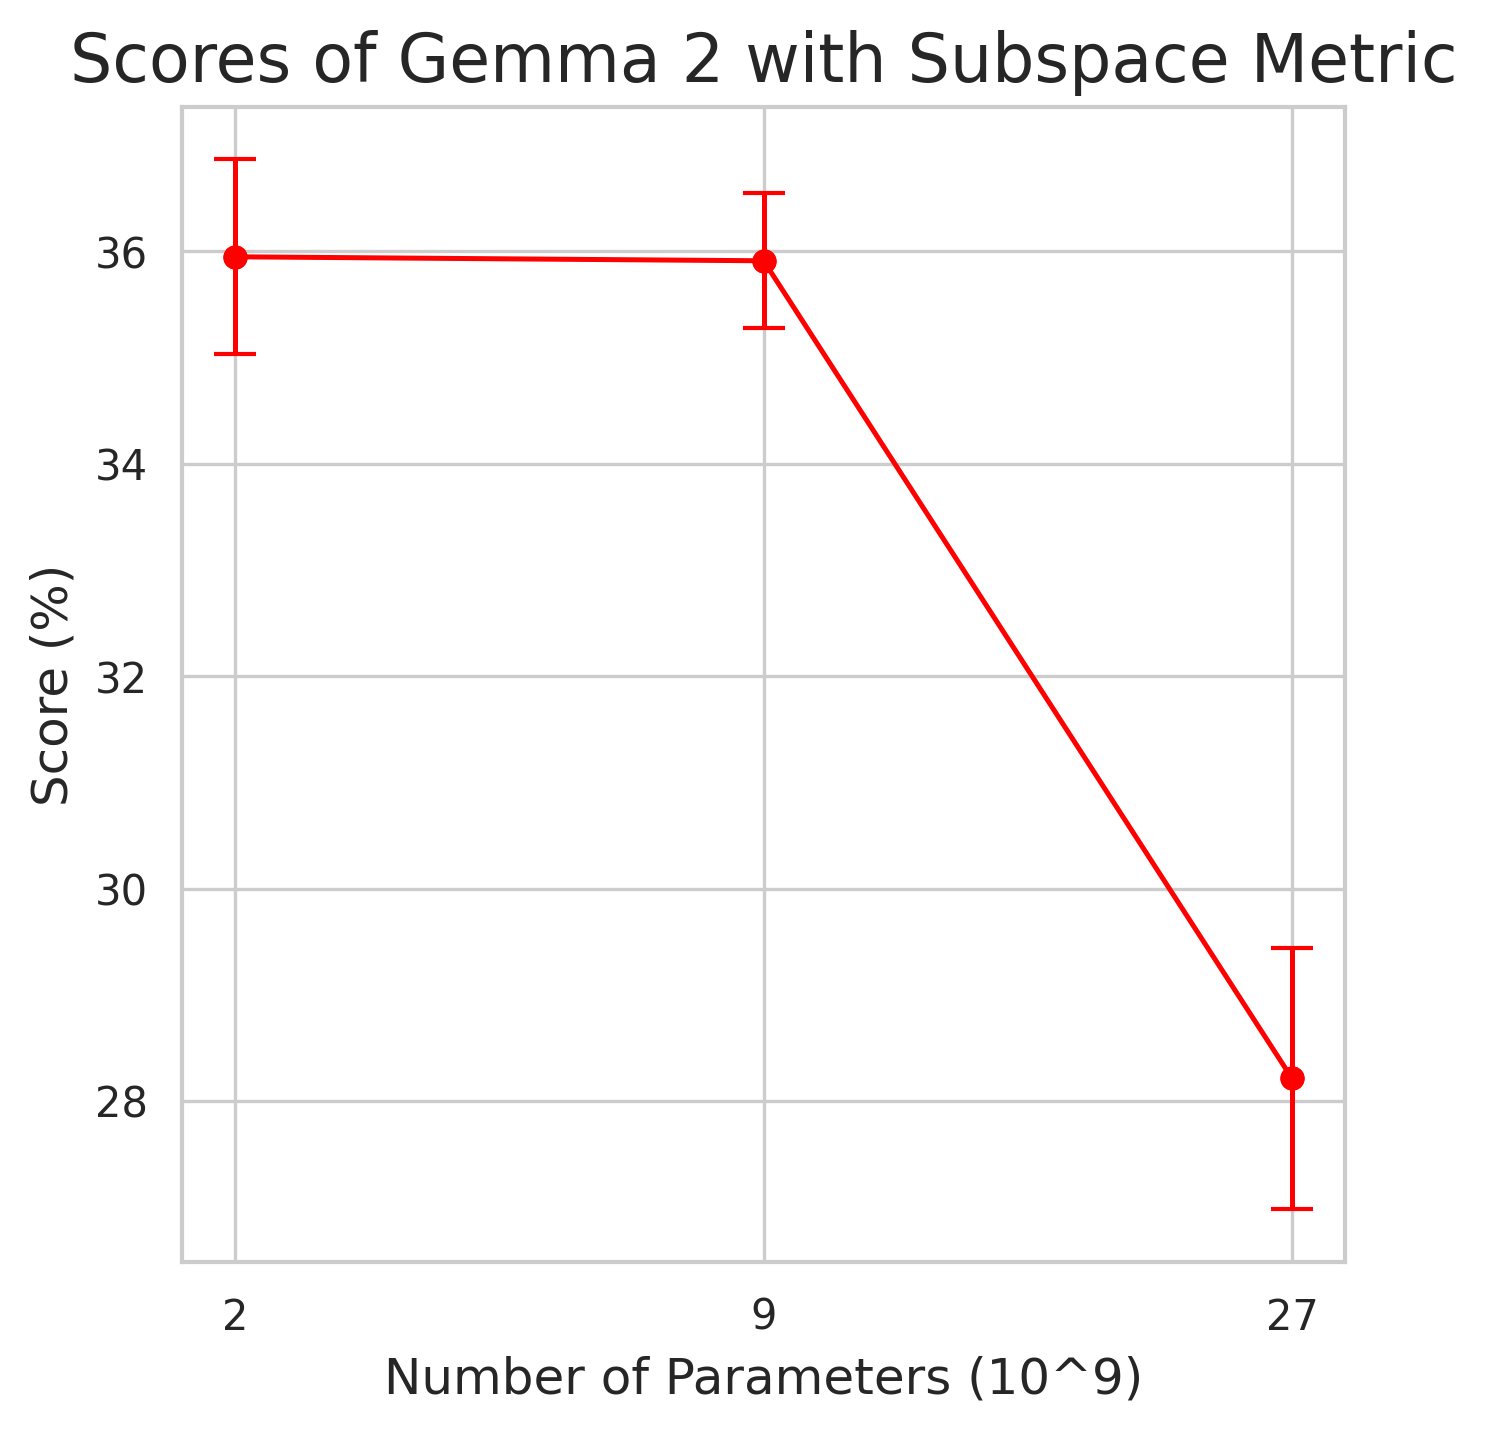 Scores of Gemma 2 with Subspace Metric
Score (%)
36
34
32
30
28
2 9 27
Number of Parameters (10^9)